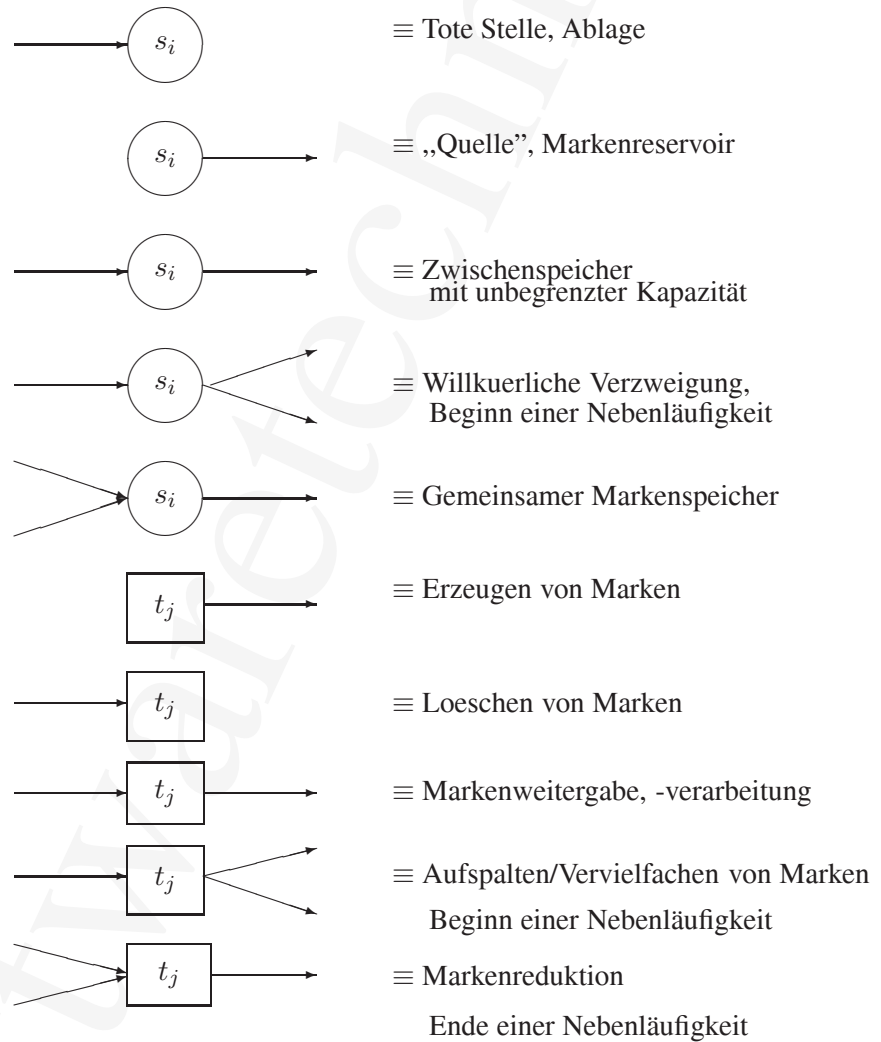 s_i ≡ Tote Stelle, Ablage
s_i ≡ „Quelle”, Markenreservoir
s_i ≡ Zwischenspeicher
mit unbegrenzter Kapazität
s_i ≡ Willkuerliche Verzweigung,
Beginn einer Nebenläufigkeit
s_i ≡ Gemeinsamer Markenspeicher
t_j ≡ Erzeugen von Marken
t_j ≡ Loeschen von Marken
t_j ≡ Markenweitergabe, -verarbeitung
t_j ≡ Aufspalten/Vervielfachen von Marken
Beginn einer Nebenläufigkeit
t_j ≡ Markenreduktion
Ende einer Nebenläufigkeit
twaretech